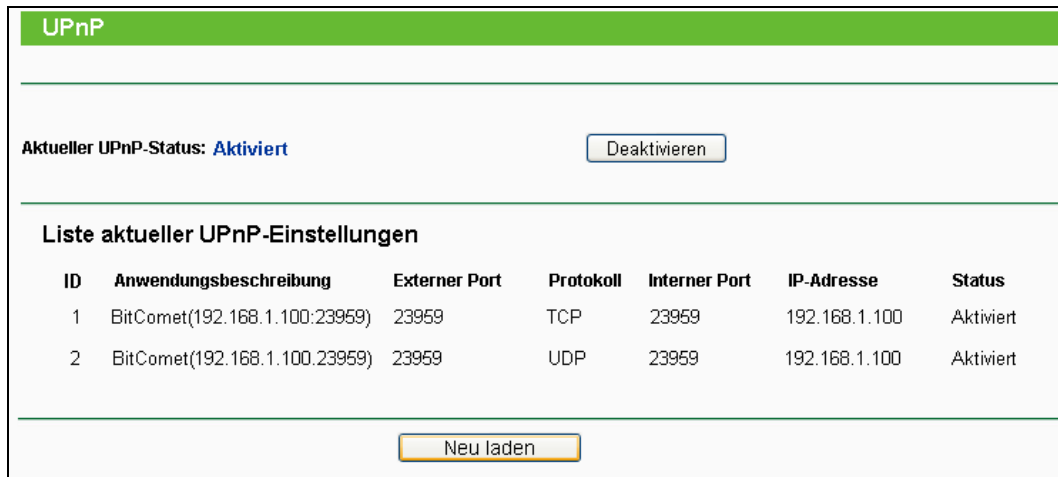 UPnP
Aktueller UPnP-Status: Aktiviert Deaktivieren
Liste aktueller UPnP-Einstellungen
ID Anwendungsbeschreibung Externer Port Protokoll Interner Port IP-Adresse Status
1 BitComet(192.168.1.100:23959) 23959 TCP 23959 192.168.1.100 Aktiviert
2 BitComet(192.168.1.100.23959) 23959 UDP 23959 192.168.1.100 Aktiviert
Neu laden